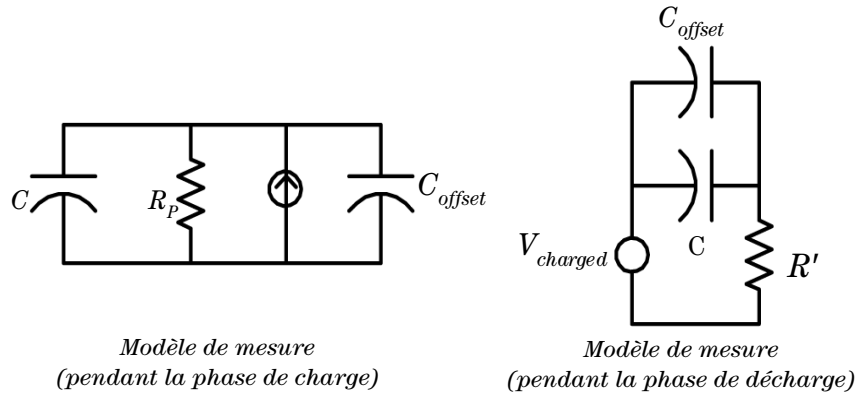 C
R_P
C_offset
Modèle de mesure
(pendant la phase de charge)
C_offset
V_charged
C
R'
Modèle de mesure
(pendant la phase de décharge)